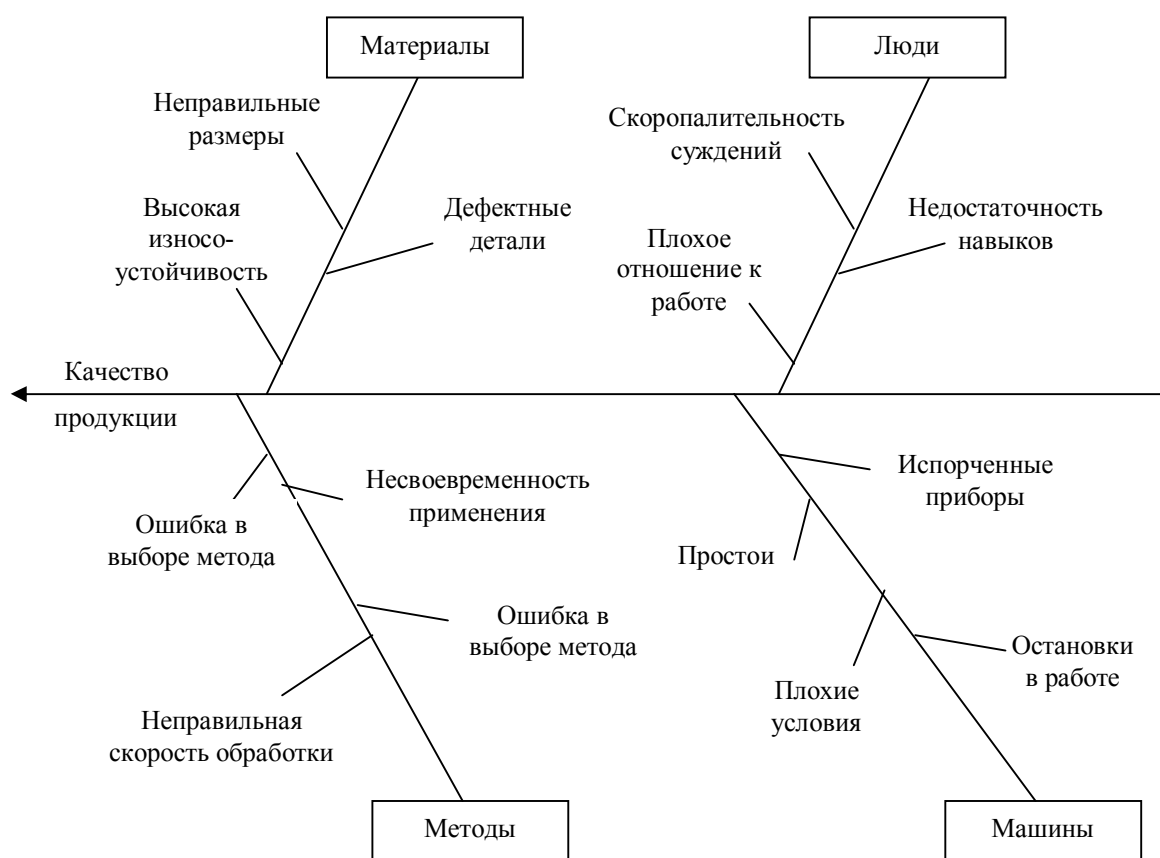 Материалы
Люди
Неправильные
размеры
Скоропалительность
суждений
Высокая
износо-
устойчивость
Дефектные
детали
Плохое
отношение к
работе
Недостаточность
навыков
Качество
продукции
Несвоевременность
применения
Испорченные
приборы
Ошибка в
выборе метода
Простои
Ошибка в
выборе метода
Остановки
в работе
Неправильная
скорость обработки
Плохие
условия
Методы
Машины